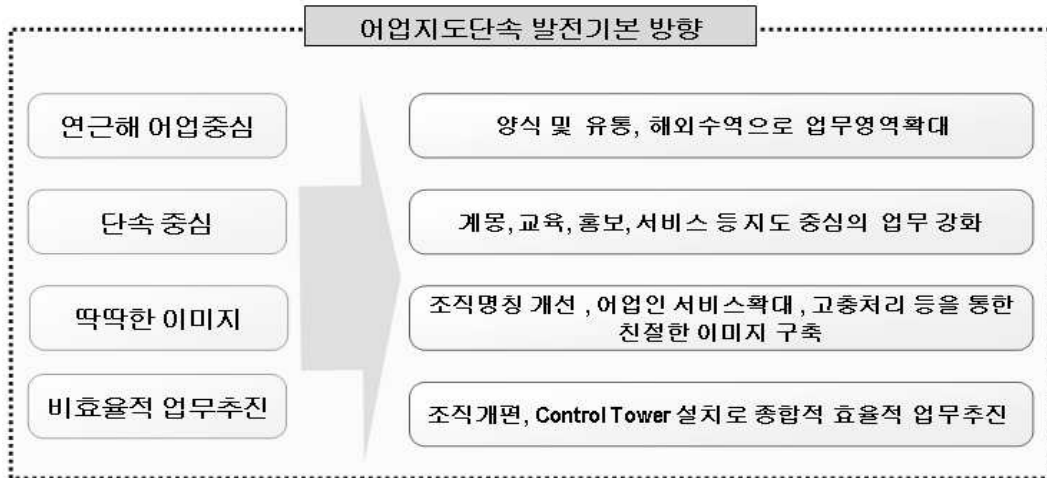 어업지도단속 발전기본 방향
연근해 어업중심
양식 및 유통, 해외수역으로 업무영역확대
단속 중심
계몽, 교육, 홍보, 서비스 등 지도 중심의 업무 강화
딱딱한 이미지
조직명칭 개선 , 어업인 서비스확대 , 고충처리 등을 통한
친절한 이미지 구축
비효율적 업무추진
조직개편, Control Tower 설치로 종합적 효율적 업무추진